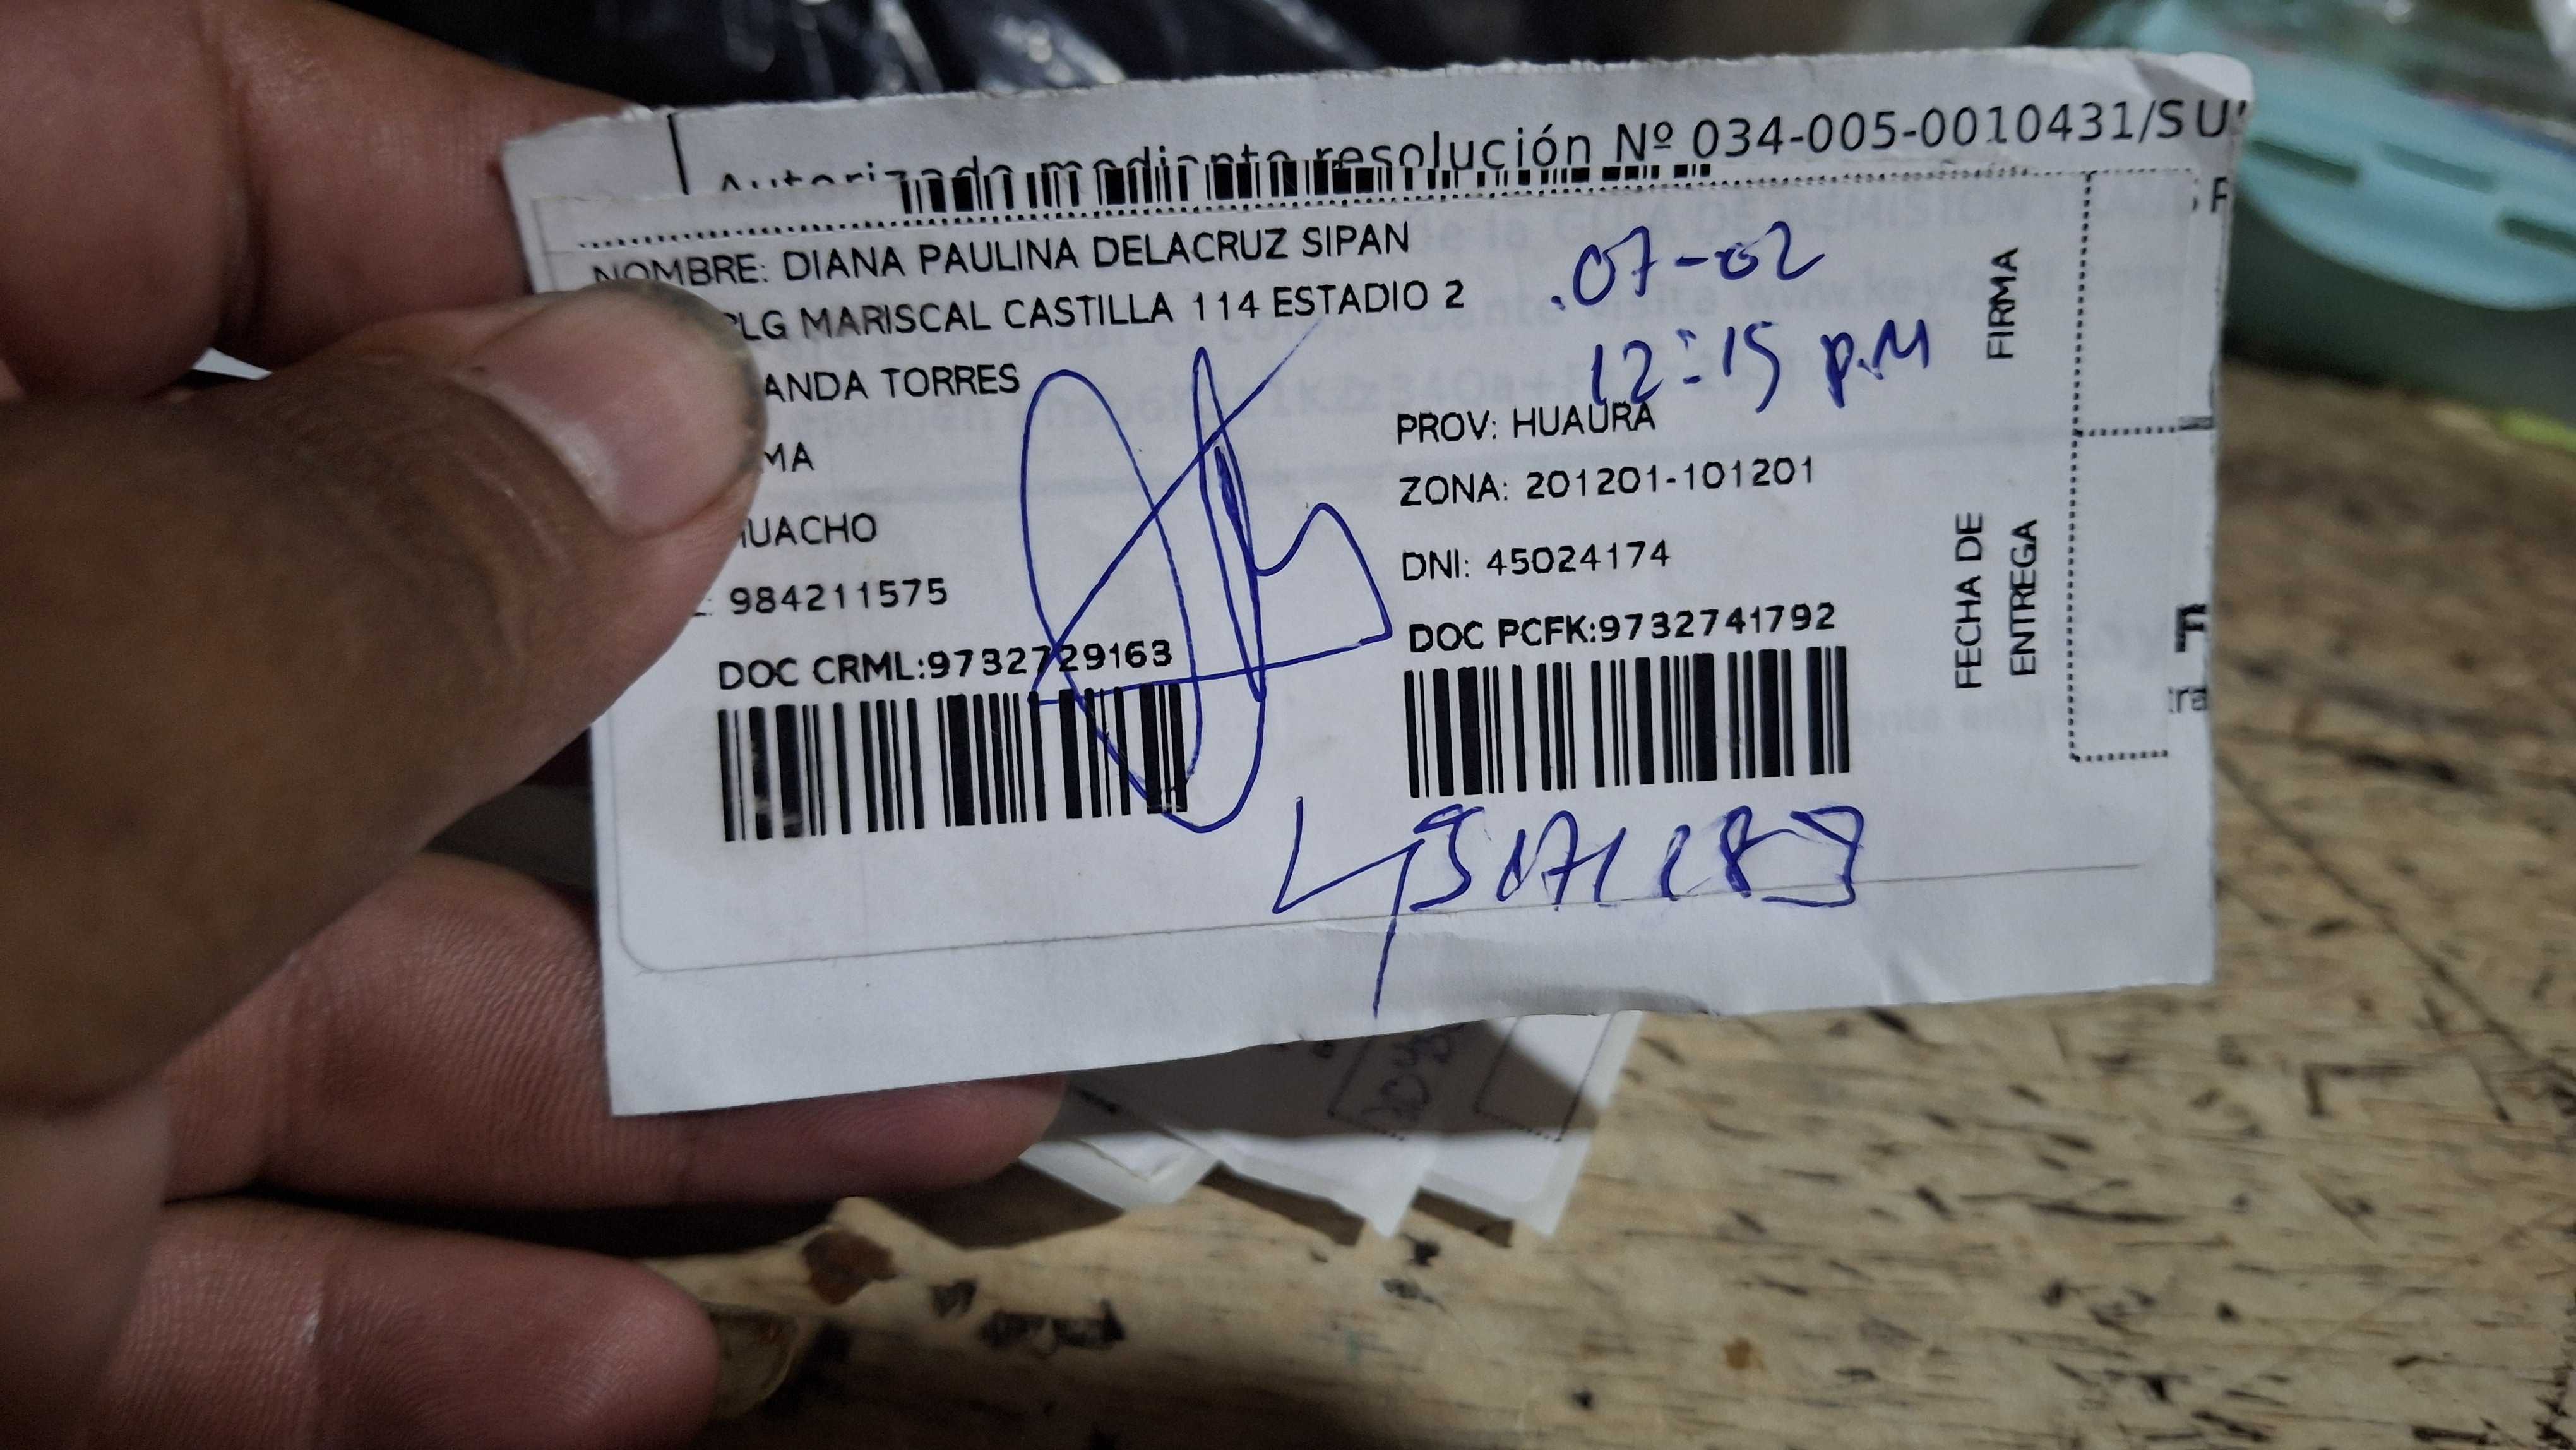 Autorizado mediante resolución Nº 034-005-0010431/SU
NOMBRE: DIANA PAULINA DELACRUZ SIPAN
PLG MARISCAL CASTILLA 114 ESTADIO 2
ANDA TORRES
MA
HUACHO
984211575
DOC CRML:9732729163
.07-02
12:15 p.M
PROV: HUAURA
ZONA: 201201-101201
DNI: 45024174
DOC PCFK:9732741792
FIRMA
FECHA DE
ENTREGA